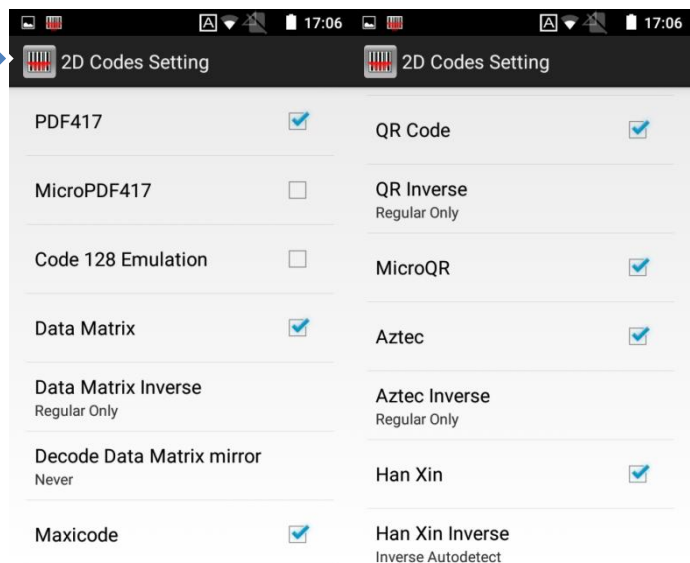 A 17:06
2D Codes Setting
PDF417
MicroPDF417
Code 128 Emulation
Data Matrix
Data Matrix Inverse
Regular Only
Decode Data Matrix mirror
Never
Maxicode
A 17:06
2D Codes Setting
QR Code
QR Inverse
Regular Only
MicroQR
Aztec
Aztec Inverse
Regular Only
Han Xin
Han Xin Inverse
Inverse Autodetect